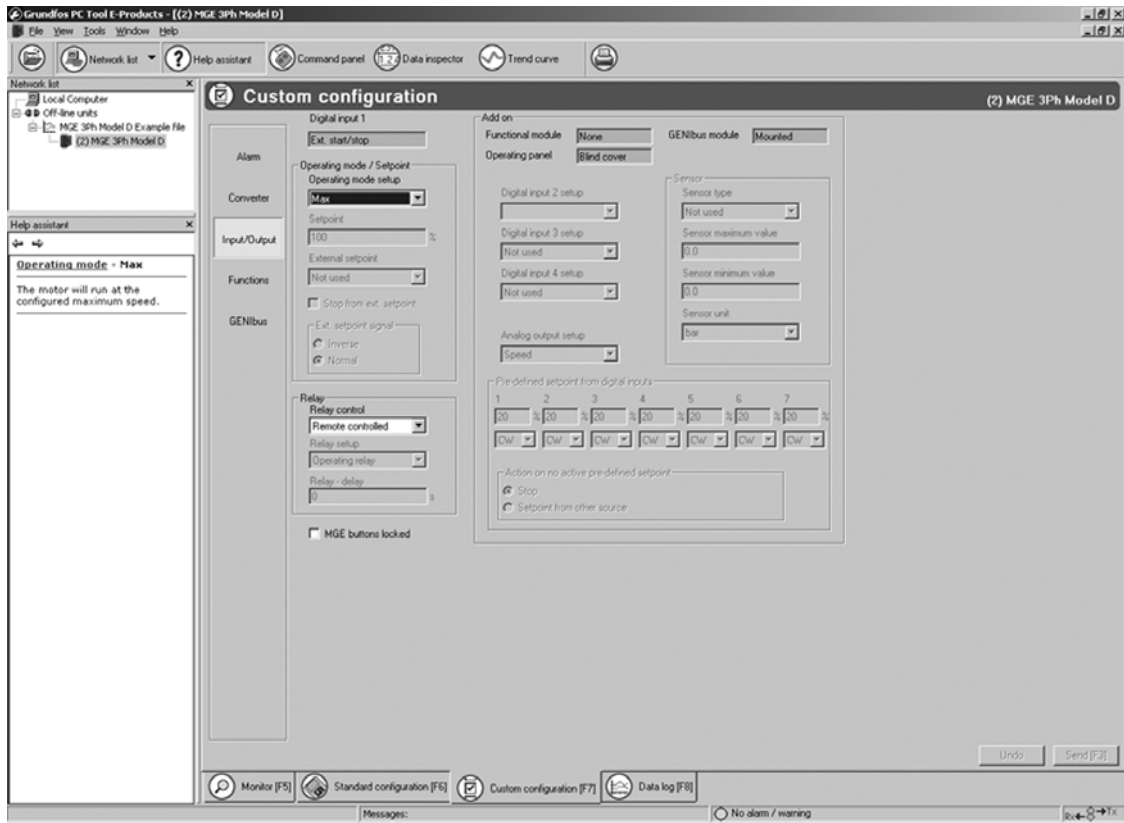 Grundfos PC Tool E-Products - [(2) MGE 3Ph Model D]
File View Tools Window Help
Network list Help assistant Command panel Data inspector Trend curve
Network list
Local Computer
Off-line units
MGE 3Ph Model D Example file
(2) MGE 3Ph Model D
Help assistant
Operating mode - Max
The motor will run at the
configured maximum speed.
Custom configuration
(2) MGE 3Ph Model D
Alarm
Converter
Input/Output
Functions
GENIbus
Digital input 1
Ext. start/stop
Operating mode / Setpoint
Operating mode setup
Max
Setpoint
100 %
External setpoint
Not used
Stop from ext. setpoint
Ext. setpoint signal
Inverse
Normal
Relay
Relay control
Remote controlled
Relay setup
Operating relay
Relay - delay
0 s
MGE buttons locked
Add on
Functional module None GENIbus module Mounted
Operating panel Blind cover
Digital input 2 setup
Digital input 3 setup
Not used
Digital input 4 setup
Not used
Analog output setup
Speed
Sensor
Sensor type
Not used
Sensor maximum value
0.0
Sensor minimum value
0.0
Sensor unit
bar
Pre-defined setpoint from digital inputs
1 2 3 4 5 6 7
20 % 20 % 20 % 20 % 20 % 20 % 20 %
CW CW CW CW CW CW CW
Action on no active pre-defined setpoint
Stop
Setpoint from other source
Undo Send [F3]
Monitor [F5] Standard configuration [F6] Custom configuration [F7] Data log [F8]
Messages: No alarm / warning Rx Tx